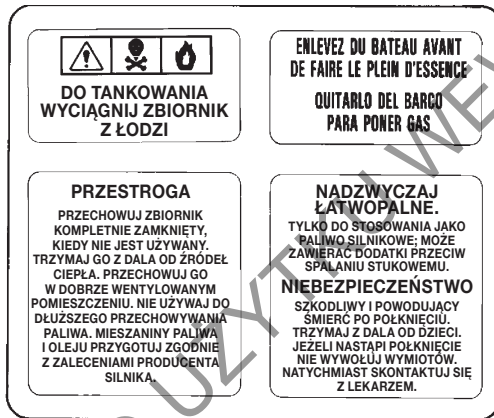 DO TANKOWANIA
WYCIĄGNIJ ZBIORNIK
Z ŁODZI
ENLEVEZ DU BATEAU AVANT
DE FAIRE LE PLEIN D'ESSENCE
QUITARLO DEL BARCO
PARA PONER GAS
PRZESTROGA
PRZECHOWUJ ZBIORNIK
KOMPLETNIE ZAMKNIĘTY,
KIEDY NIE JEST UŻYWANY.
TRZYMAJ GO Z DALA OD ŹRÓDEŁ
CIEPŁA. PRZECHOWUJ GO
W DOBRZE WENTYLOWANYM
POMIESZCZENIU. NIE UŻYWAJ DO
DŁUŻSZEGO PRZECHOWYWANIA
PALIWA. MIESZANINY PALIWA
I OLEJU PRZYGOTUJ ZGODNIE
Z ZALECENIAMI PRODUCENTA
SILNIKA.
NADZWYCZAJ
ŁATWOPALNE.
TYLKO DO STOSOWANIA JAKO
PALIWO SILNIKOWE; MOŻE
ZAWIERAĆ DODATKI PRZECIW
SPALANIU STUKOWEMU.
NIEBEZPIECZEŃSTWO
SZKODLIWY I POWODUJĄCY
ŚMIERĆ PO POŁKNIĘCIU.
TRZYMAJ Z DALA OD DZIECI.
JEŻELI NASTĄPI POŁKNIĘCIE
NIE WYWOŁUJ WYMIOTÓW.
NATYCHMIAST SKONTAKTUJ SIĘ
Z LEKARZEM.
UŻYTKU